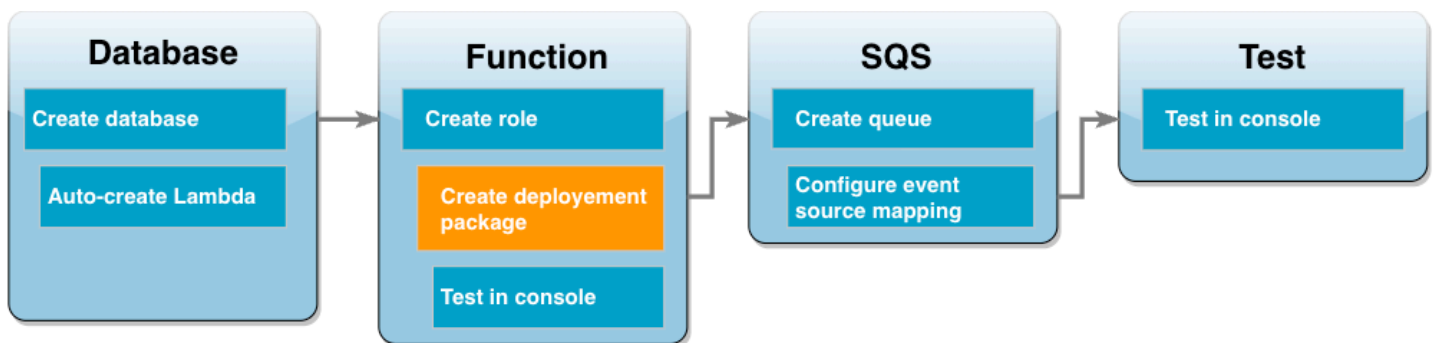 Database
Create database
Auto-create Lambda
Function
Create role
Create deployement
package
Test in console
SQS
Create queue
Configure event
source mapping
Test
Test in console